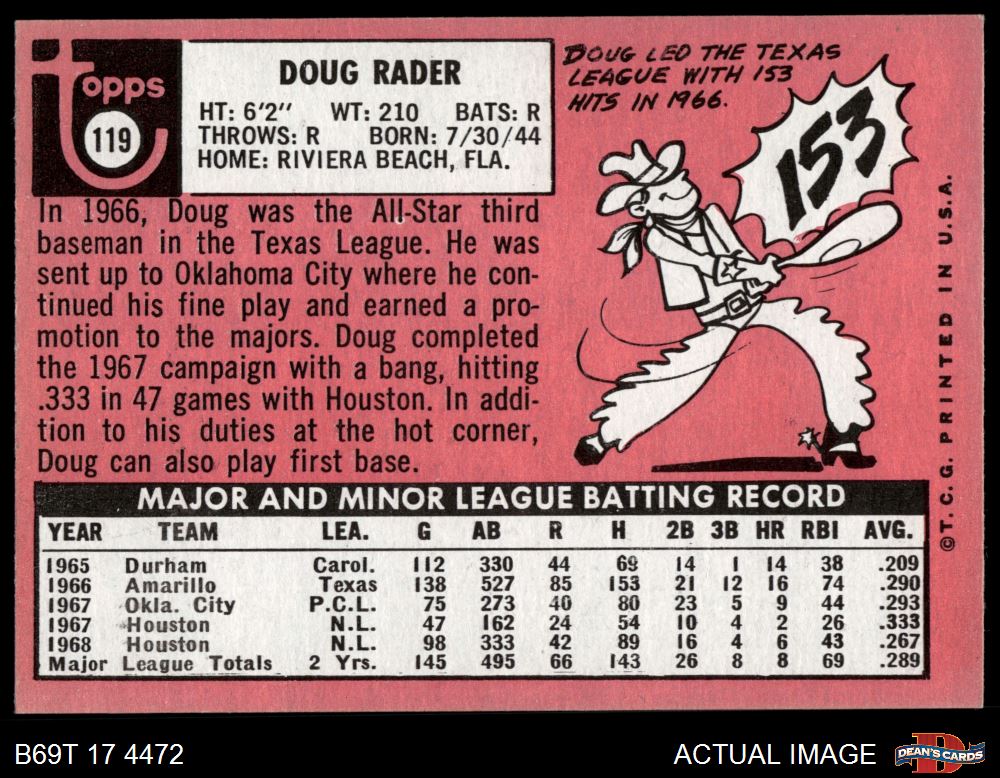 Topps
119
DOUG RADER
HT: 6'2" WT: 210 BATS: R
THROWS: R BORN: 7/30/44
HOME: RIVIERA BEACH, FLA.
DOUG LED THE TEXAS
LEAGUE WITH 153
HITS IN 1966.
153
In 1966, Doug was the All-Star third
baseman in the Texas League. He was
sent up to Oklahoma City where he con-
tinued his fine play and earned a pro-
motion to the majors. Doug completed
the 1967 campaign with a bang, hitting
.333 in 47 games with Houston. In addi-
tion to his duties at the hot corner,
Doug can also play first base.
©T.C.G. PRINTED IN U.S.A.
MAJOR AND MINOR LEAGUE BATTING RECORD
YEAR TEAM LEA. G AB R H 2B 3B HR RBI AVG.
1965 Durham Carol. 112 330 44 69 14 1 14 38 .209
1966 Amarillo Texas 138 527 85 153 21 12 16 74 .290
1967 Okla. City P.C.L. 75 273 40 80 23 5 9 44 .293
1967 Houston N.L. 47 162 24 54 10 4 2 26 .333
1968 Houston N.L. 98 333 42 89 16 4 6 43 .267
Major League Totals 2 Yrs. 145 495 66 143 26 8 8 69 .289
B69T 17 4472
ACTUAL IMAGE
DEAN'S CARDS